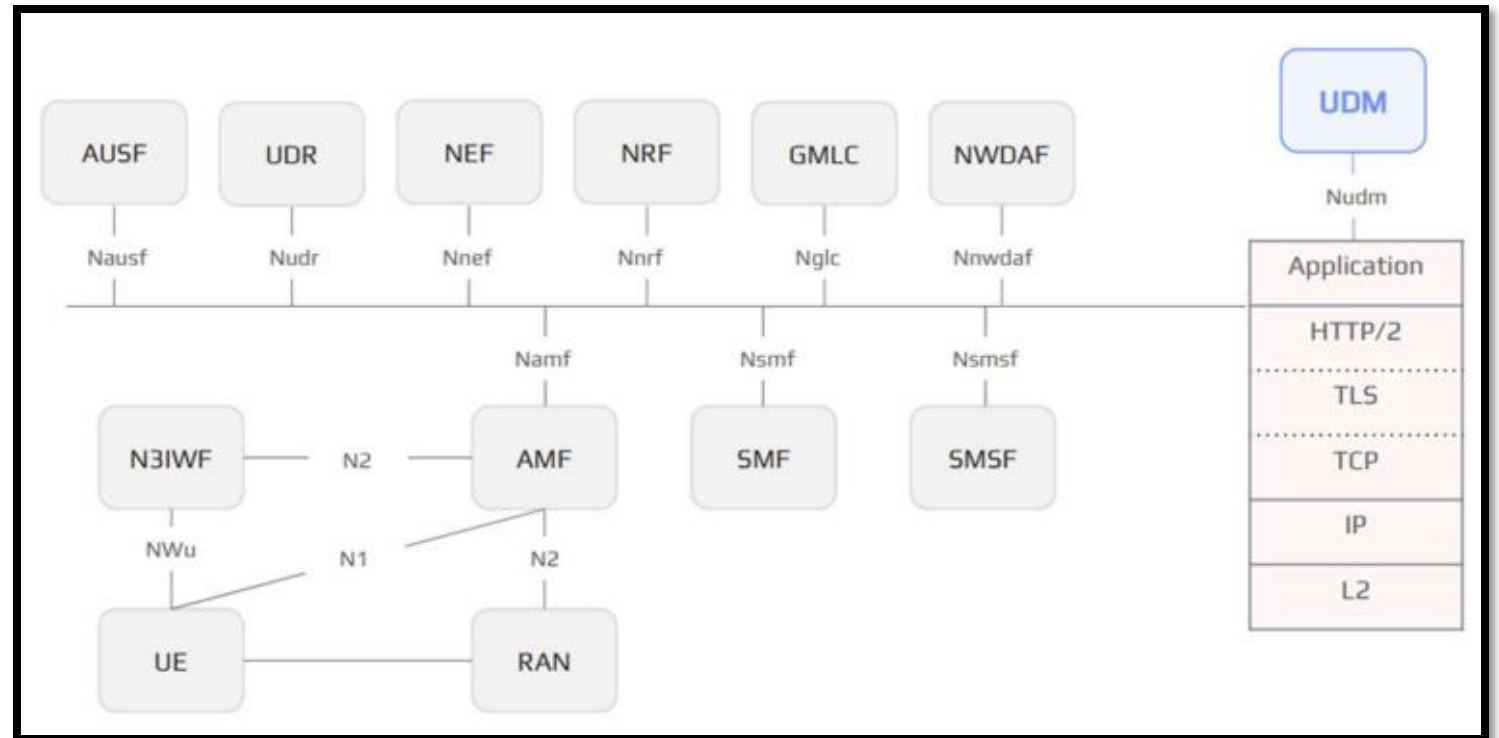 UDM
AUSF UDR NEF NRF GMLC NWDAF
Nudm
Nausf Nudr Nnef Nnrf Nglc Nnwdaf
Application
HTTP/2
Namf Nsmf Nsmsf
TLS
N3IWF N2 AMF SMF SMSF
TCP
IP
NWu N1 N2
L2
UE RAN